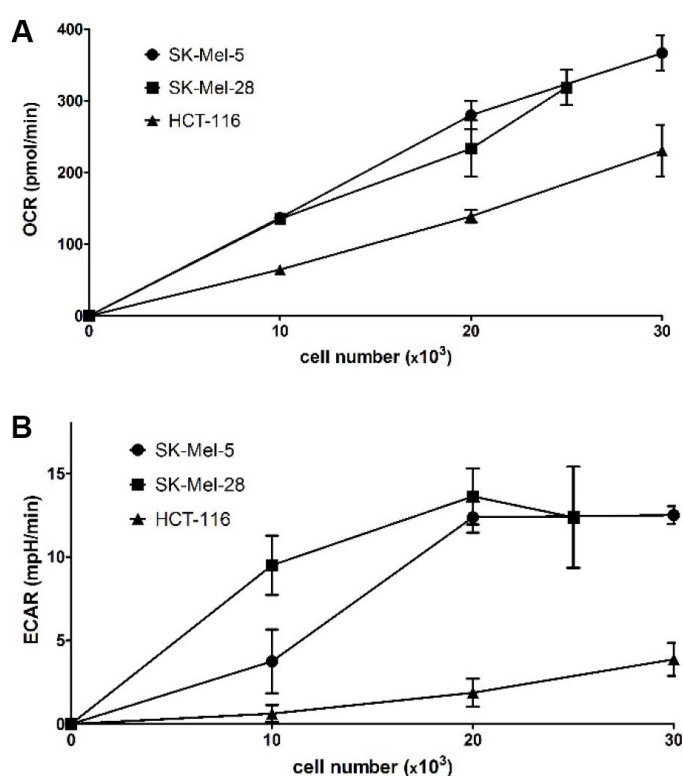 A
400
SK-Mel-5
SK-Mel-28
300
HCT-116
OCR (pmol/min)
200
100
0
0 10 20 30
cell number (x10³)
B
SK-Mel-5
15
SK-Mel-28
HCT-116
ECAR (mpH/min)
10
5
0
0 10 20 30
cell number (x10³)